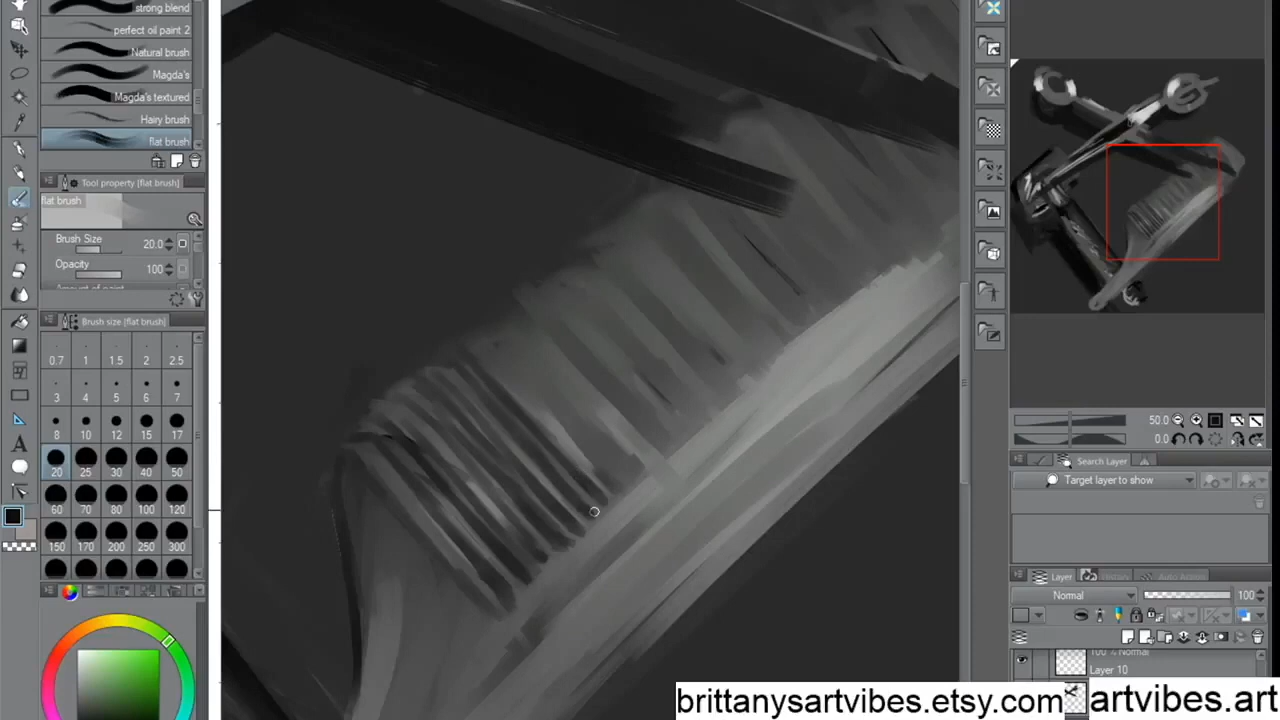 strong blend
perfect oil paint 2
Natural brush
Magda's
Magda's textured
Hairy brush
flat brush
Tool property [flat brush]
flat brush
Brush Size 20.0
Opacity 100
Brush size [flat brush]
0.7 1 1.5 2 2.5
3 4 5 6 7
8 10 12 15 17
20 25 30 40 50
60 70 80 100 120
150 170 200 250 300
50.0
0.0
Search Layer
Target layer to show
Layer
Normal 100
100 % Normal
Layer 10
brittanysartvibes.etsy.com
artvibes.art